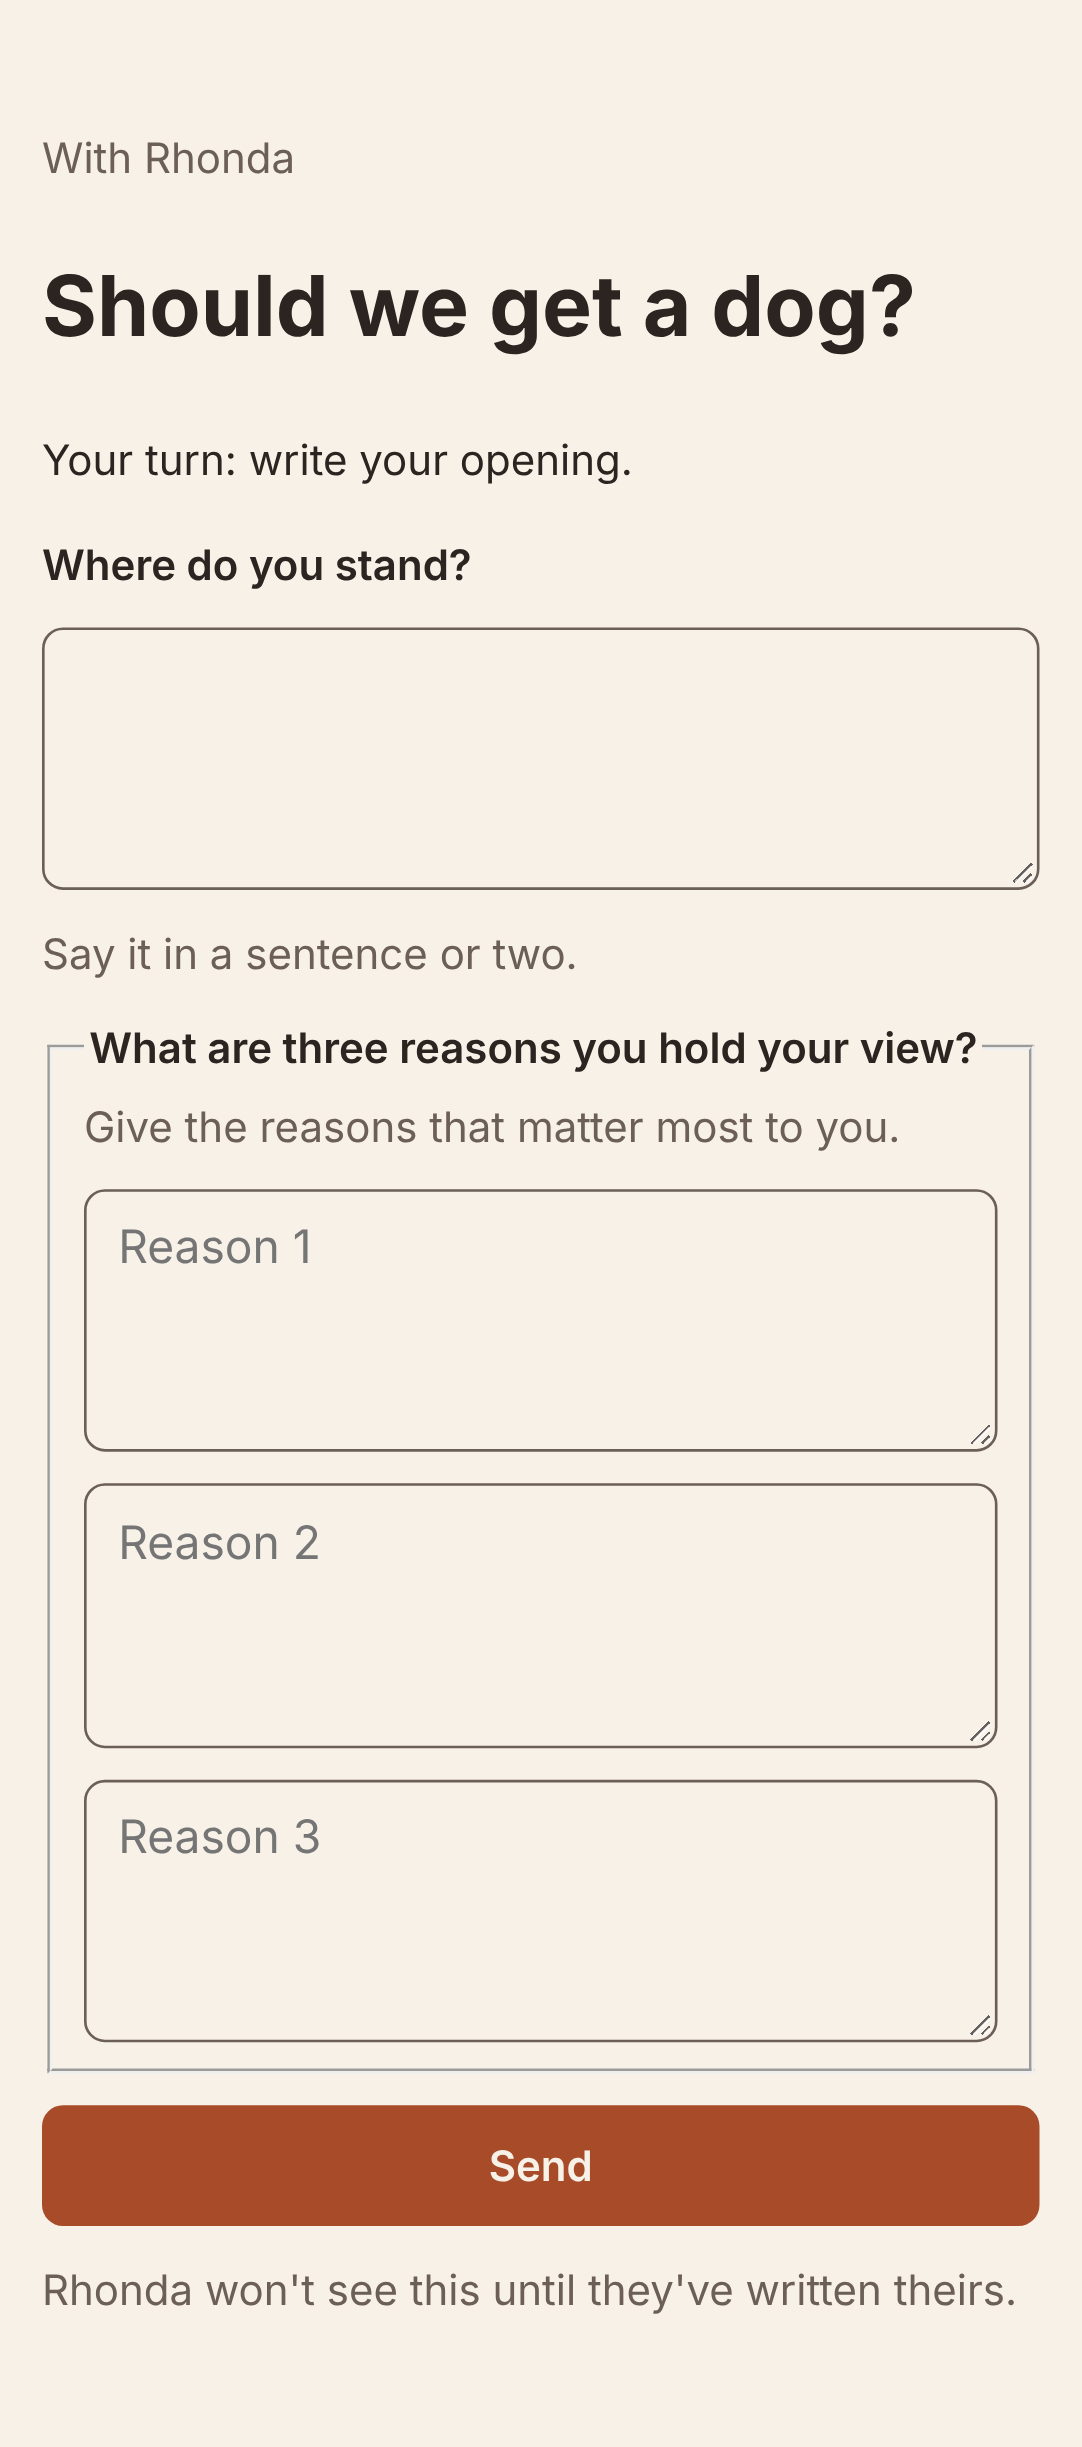 With Rhonda
Should we get a dog?
Your turn: write your opening.
Where do you stand?
Say it in a sentence or two.
What are three reasons you hold your view?
Give the reasons that matter most to you.
Reason 1
Reason 2
Reason 3
Send
Rhonda won't see this until they've written theirs.